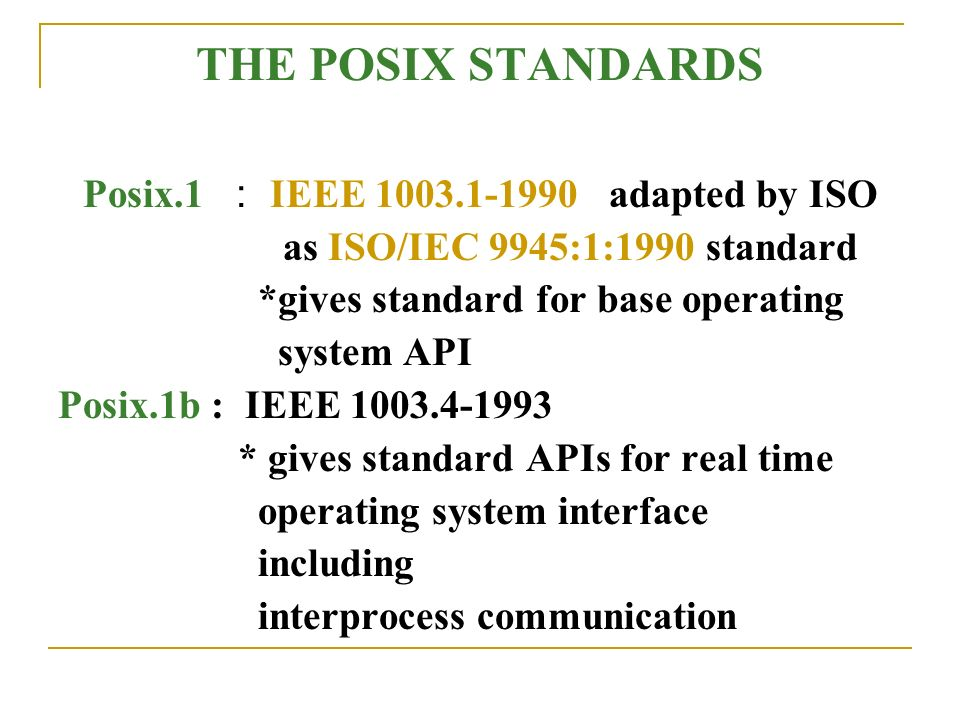 THE POSIX STANDARDS
Posix.1 : IEEE 1003.1-1990 adapted by ISO
as ISO/IEC 9945:1:1990 standard
*gives standard for base operating
system API
Posix.1b : IEEE 1003.4-1993
* gives standard APIs for real time
operating system interface
including
interprocess communication